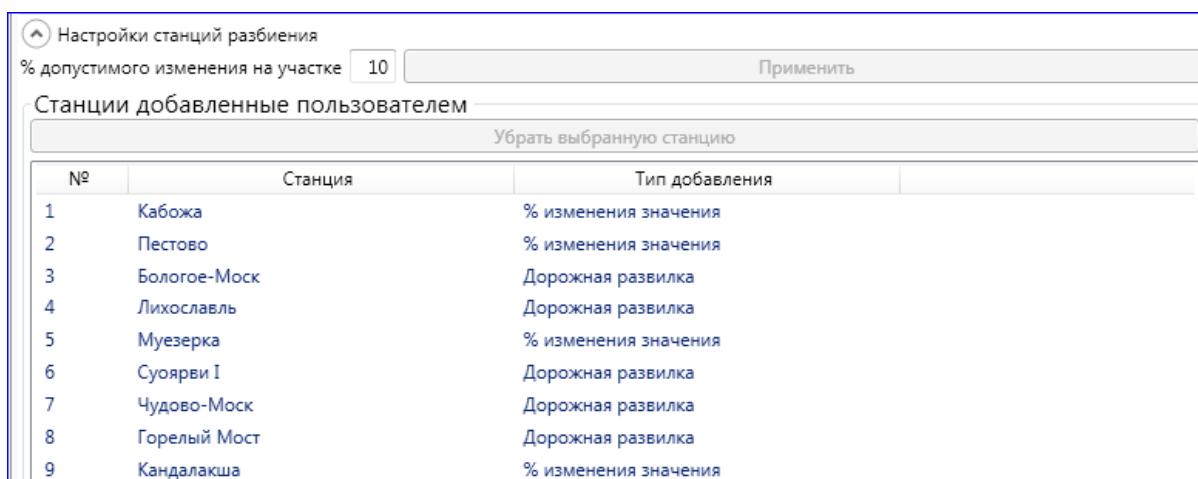 Настройки станций разбиения
% допустимого изменения на участке 10 Применить
Станции добавленные пользователем
Убрать выбранную станцию
№ Станция Тип добавления
1 Кабожа % изменения значения
2 Пестово % изменения значения
3 Бологое-Моск Дорожная развилка
4 Лихославль Дорожная развилка
5 Муезерка % изменения значения
6 Суоярви I Дорожная развилка
7 Чудово-Моск Дорожная развилка
8 Горелый Мост Дорожная развилка
9 Кандалакша % изменения значения